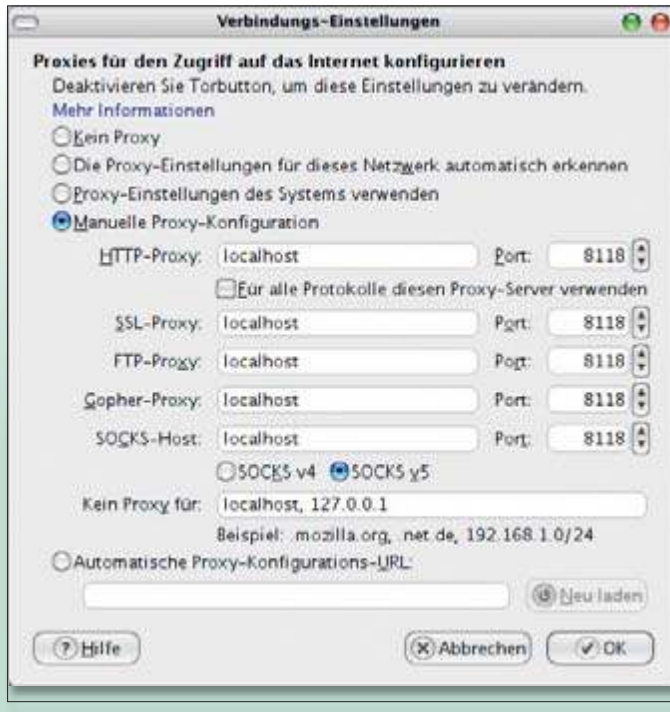 Verbindungs-Einstellungen
Proxies für den Zugriff auf das Internet konfigurieren
Deaktivieren Sie Torbutton, um diese Einstellungen zu verändern.
Mehr Informationen
Kein Proxy
Die Proxy-Einstellungen für dieses Netzwerk automatisch erkennen
Proxy-Einstellungen des Systems verwenden
Manuelle Proxy-Konfiguration
HTTP-Proxy: localhost Port: 8118
Für alle Protokolle diesen Proxy-Server verwenden
SSL-Proxy: localhost Port: 8118
FTP-Proxy: localhost Port: 8118
Gopher-Proxy: localhost Port: 8118
SOCKS-Host: localhost Port: 8118
SOCKS v4 SOCKS v5
Kein Proxy für: localhost, 127.0.0.1
Beispiel: .mozilla.org, .net.de, 192.168.1.0/24
Automatische Proxy-Konfigurations-URL:
Neu laden
Hilfe Abbrechen OK